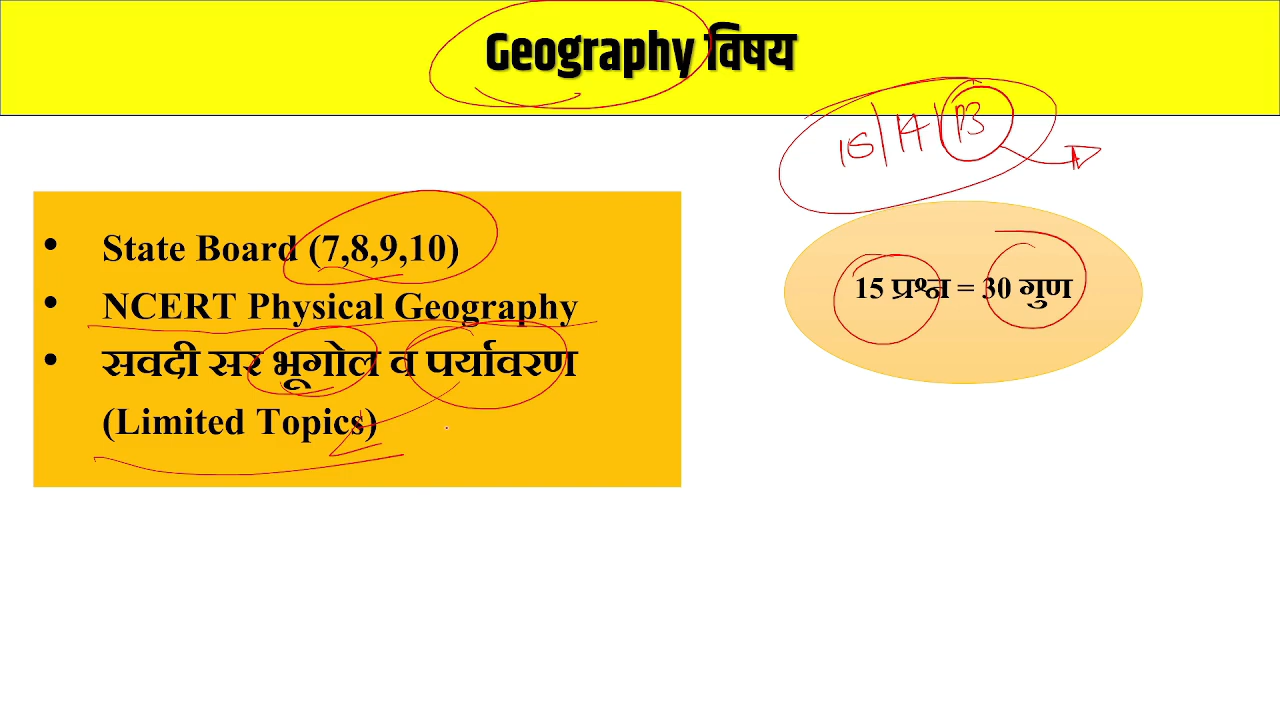 Geography विषय
15 | 14 | 13
• State Board (7,8,9,10)
• NCERT Physical Geography
• सवदी सर भूगोल व पर्यावरण
(Limited Topics)
15 प्रश्न = 30 गुण